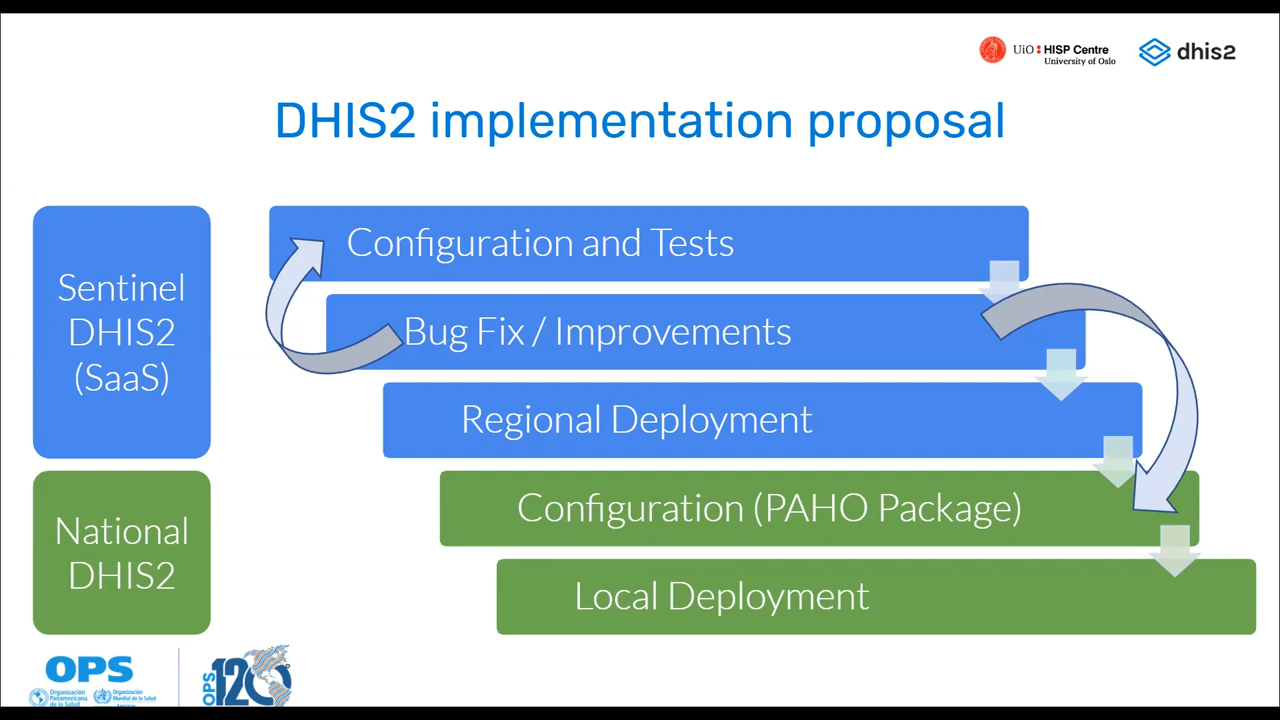 UiO HISP Centre
University of Oslo
dhis2
DHIS2 implementation proposal
Sentinel
DHIS2
(SaaS)
Configuration and Tests
Bug Fix / Improvements
Regional Deployment
National
DHIS2
Configuration (PAHO Package)
Local Deployment
OPS
Organización
Panamericana
de la Salud
Organización
Mundial de la Salud
OPS
120